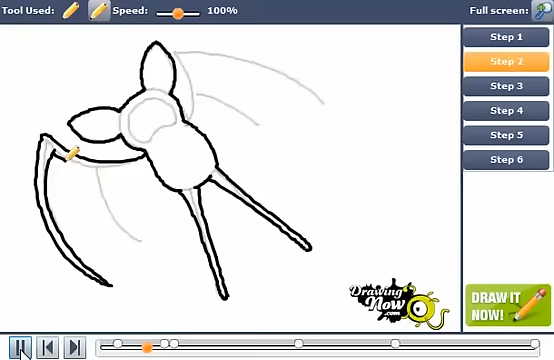 Tool Used: Speed: 100% Full screen:
Step 1
Step 2
Step 3
Step 4
Step 5
Step 6
Drawing
Now.com
DRAW IT
NOW!